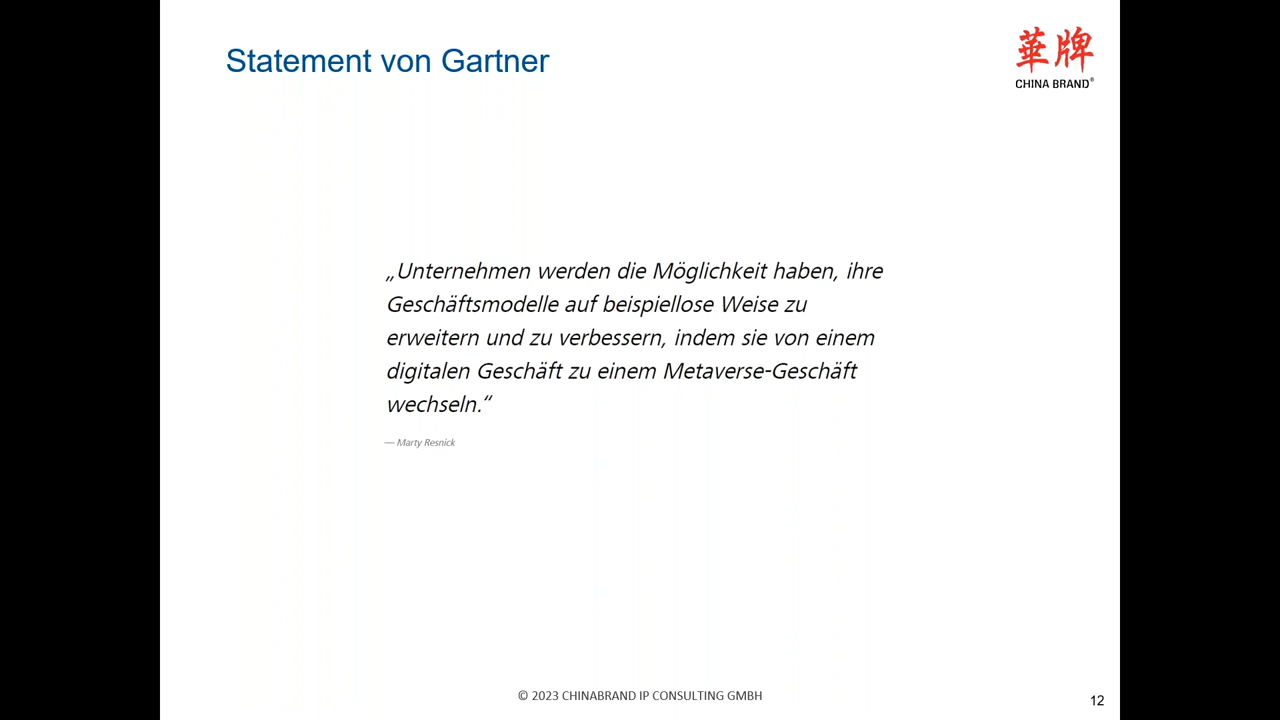 Statement von Gartner
華牌
CHINA BRAND®
„Unternehmen werden die Möglichkeit haben, ihre
Geschäftsmodelle auf beispiellose Weise zu
erweitern und zu verbessern, indem sie von einem
digitalen Geschäft zu einem Metaverse-Geschäft
wechseln.“
— Marty Resnick
© 2023 CHINABRAND IP CONSULTING GMBH
12